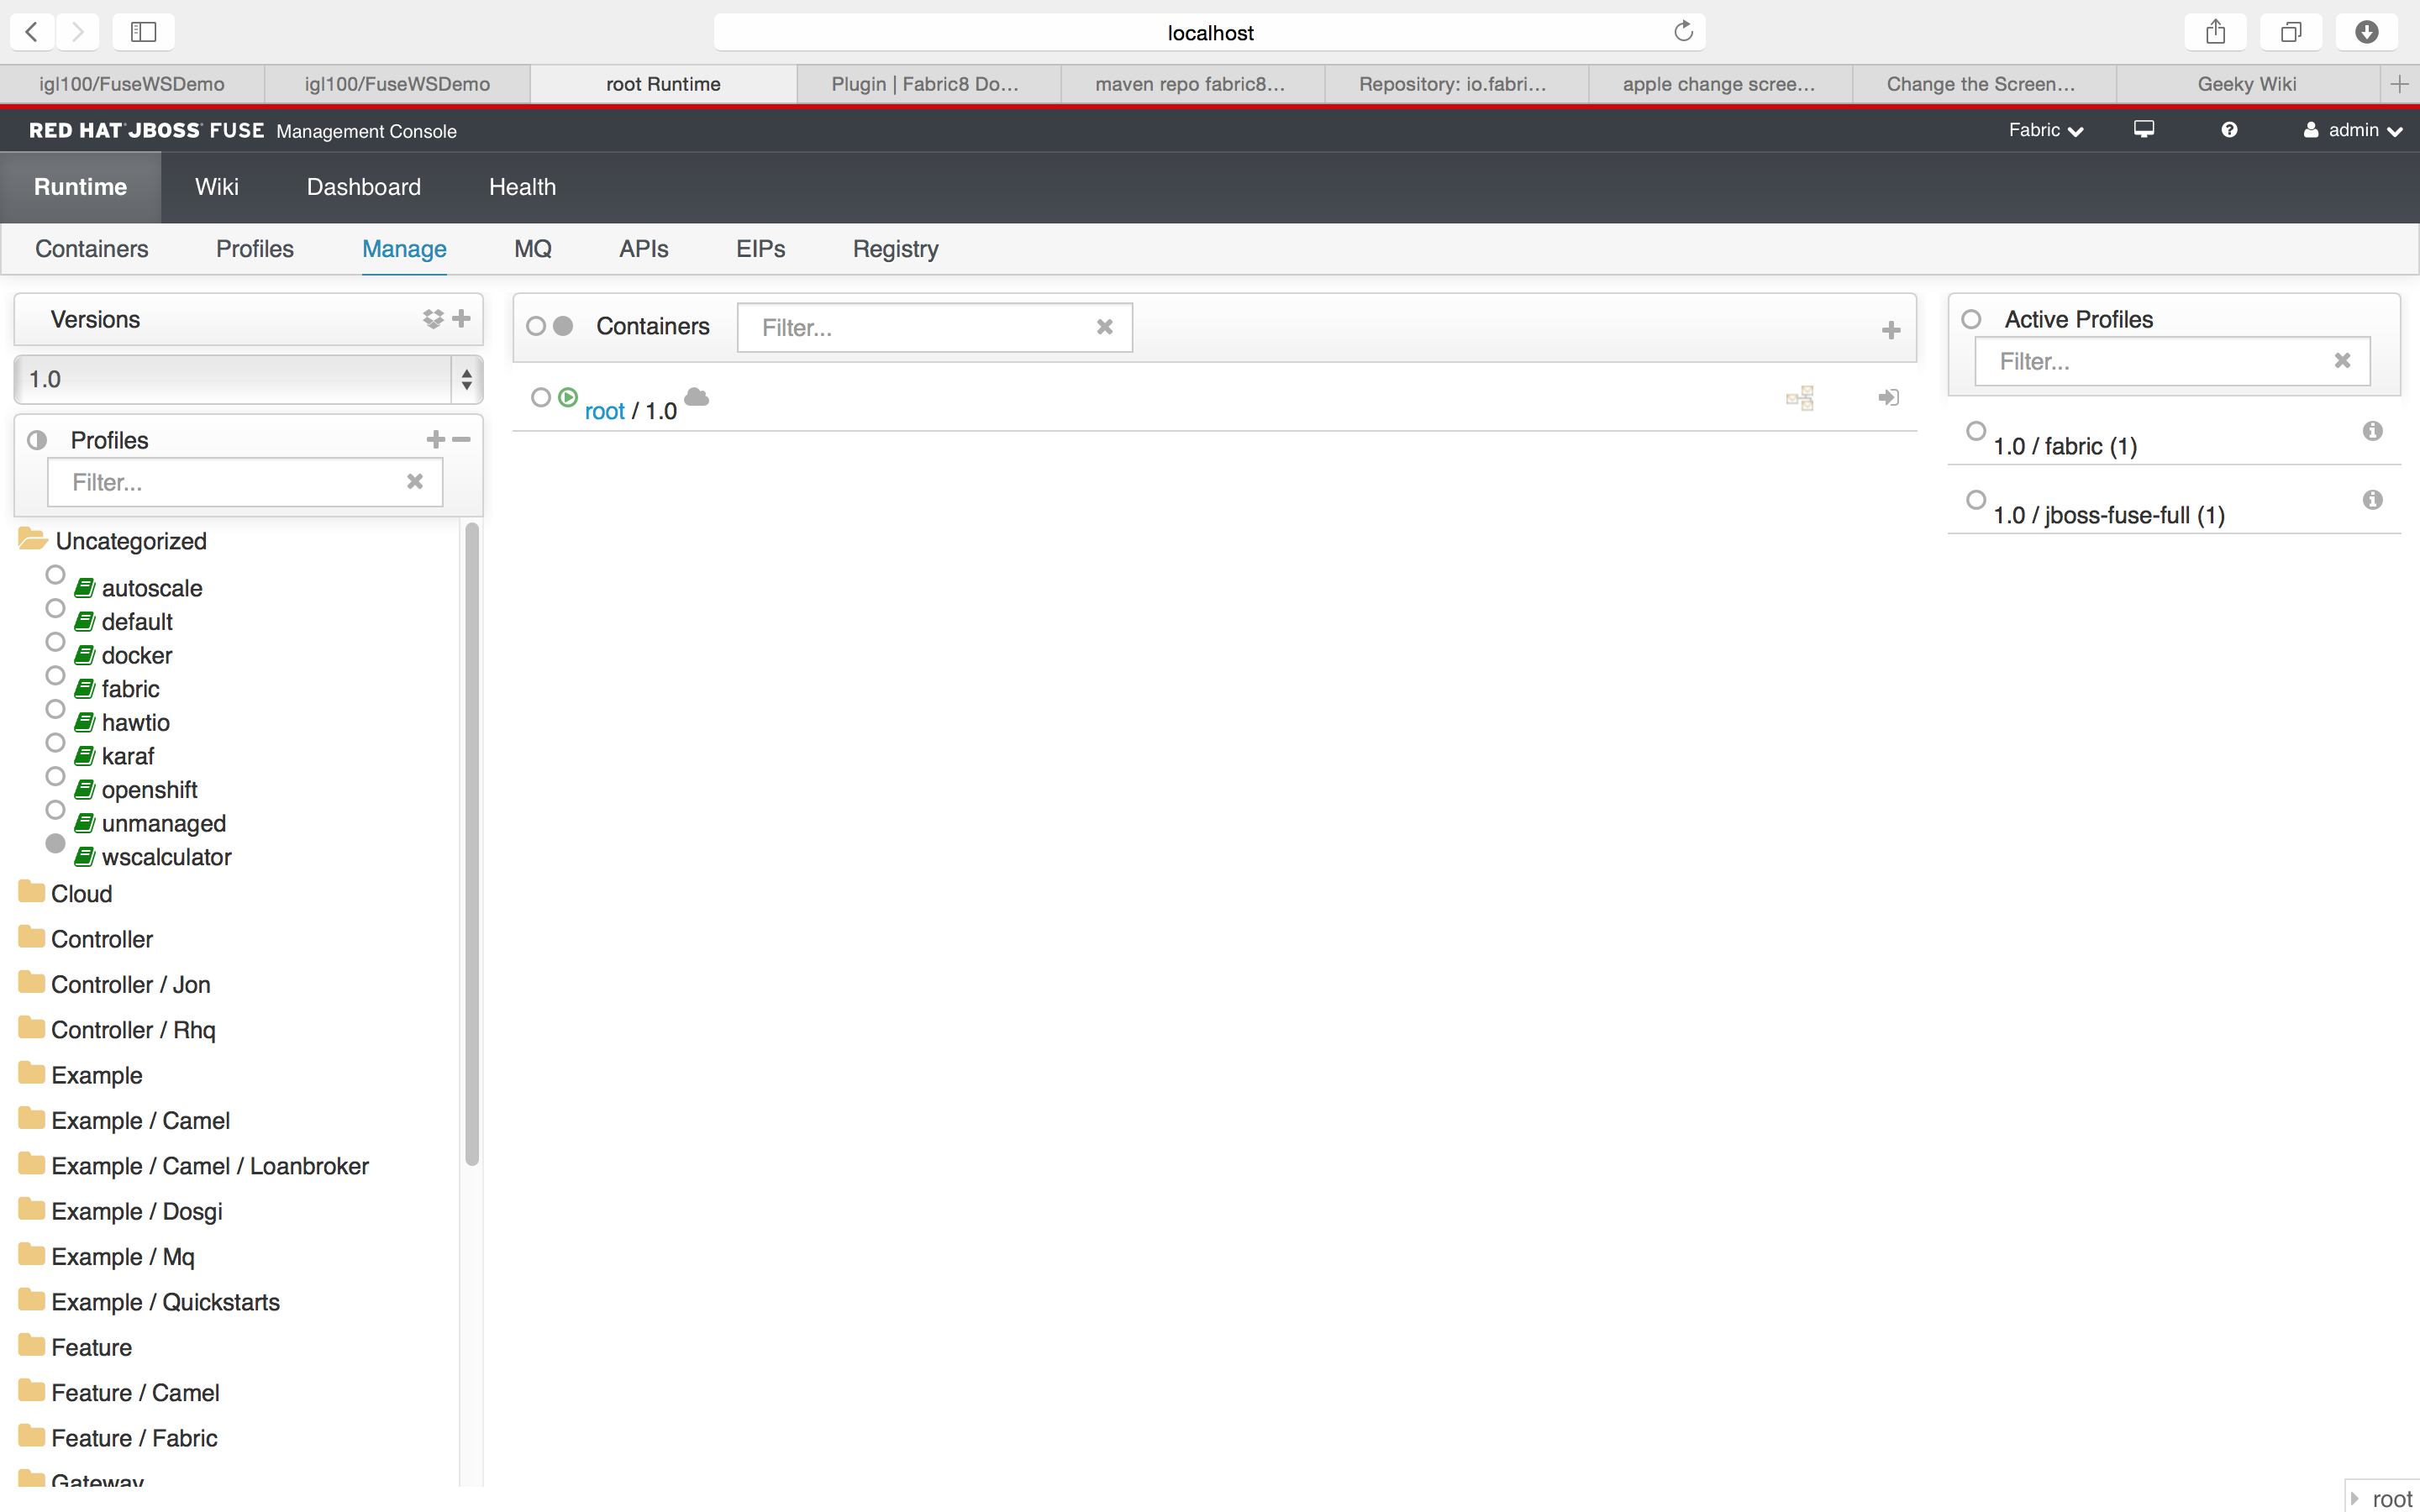 localhost
igl100/FuseWSDemo
igl100/FuseWSDemo
root Runtime
Plugin | Fabric8 Do...
maven repo fabric8...
Repository: io.fabri...
apple change scree...
Change the Screen...
Geeky Wiki
RED HAT JBOSS FUSE Management Console
Fabric
admin
Runtime
Wiki
Dashboard
Health
Containers
Profiles
Manage
MQ
APIs
EIPs
Registry
Versions
1.0
Profiles
Filter...
Uncategorized
autoscale
default
docker
fabric
hawtio
karaf
openshift
unmanaged
wscalculator
Cloud
Controller
Controller / Jon
Controller / Rhq
Example
Example / Camel
Example / Camel / Loanbroker
Example / Dosgi
Example / Mq
Example / Quickstarts
Feature
Feature / Camel
Feature / Fabric
Gateway
Containers
Filter...
root / 1.0
Active Profiles
Filter...
1.0 / fabric (1)
1.0 / jboss-fuse-full (1)
root